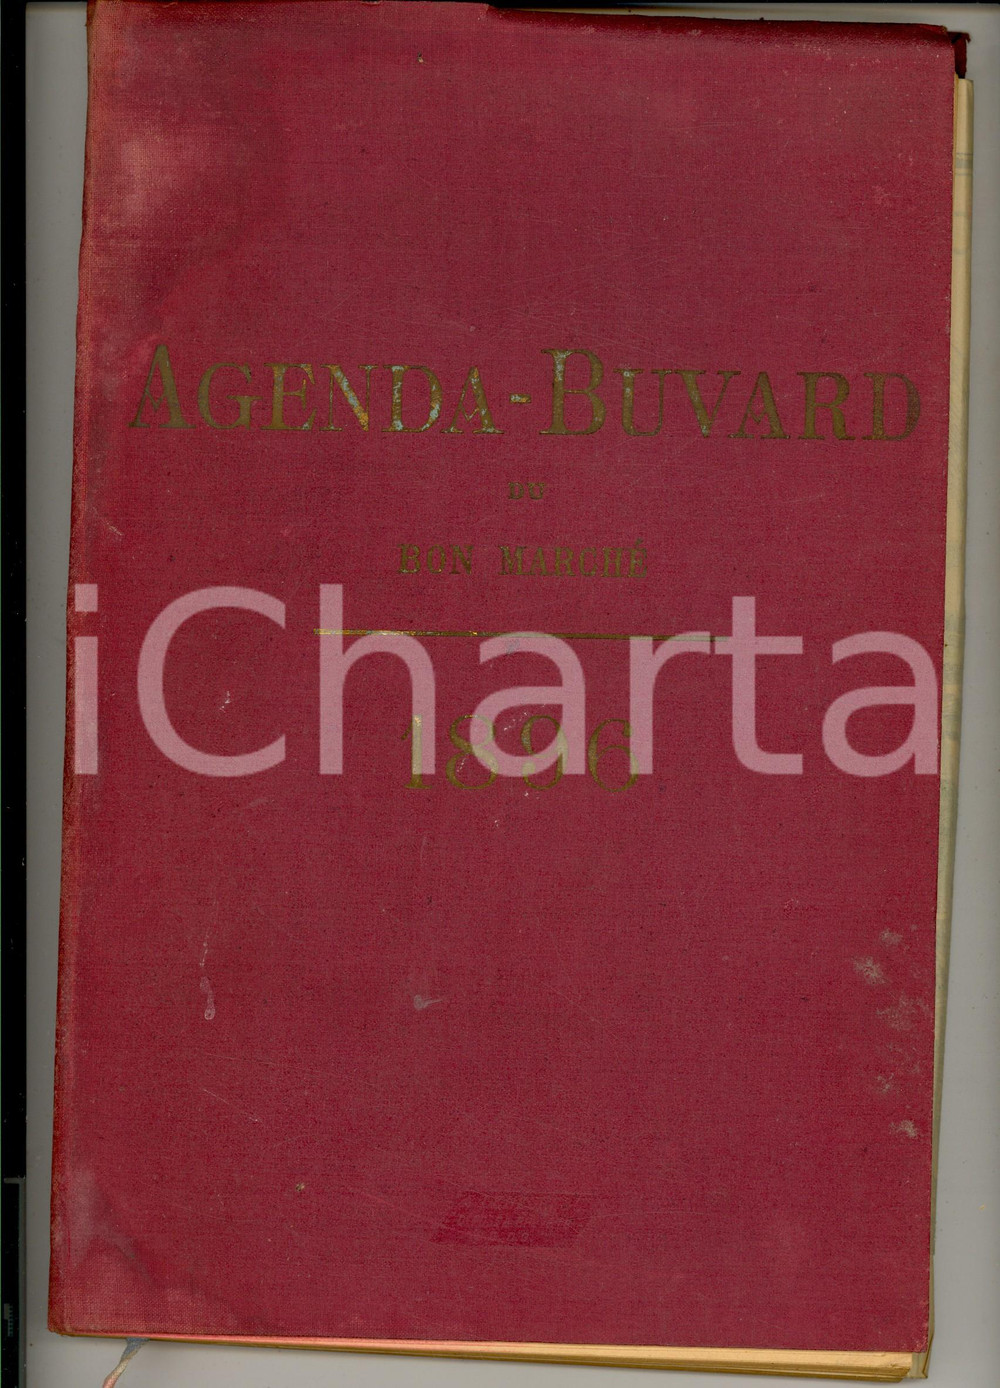 AGENDA-BUVARD
DU
BON MARCHÉ
iCharta
1896